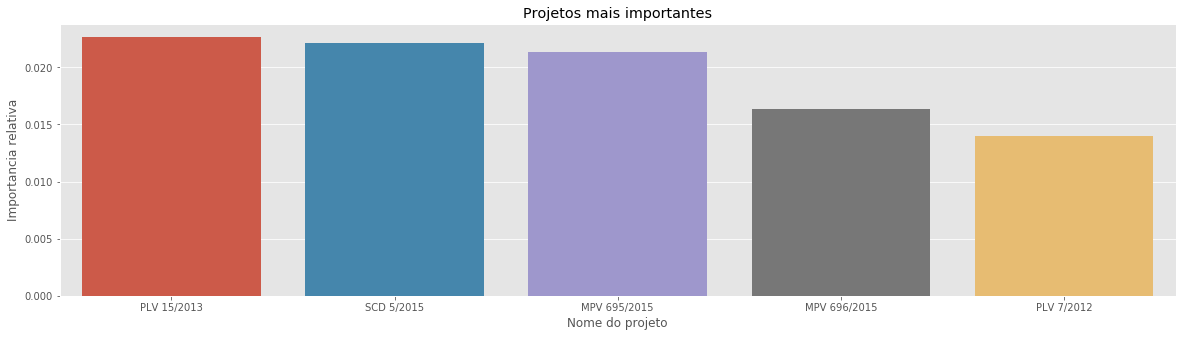 Projetos mais importantes
Importancia relativa
0.020
0.015
0.010
0.005
0.000
PLV 15/2013
SCD 5/2015
MPV 695/2015
MPV 696/2015
PLV 7/2012
Nome do projeto